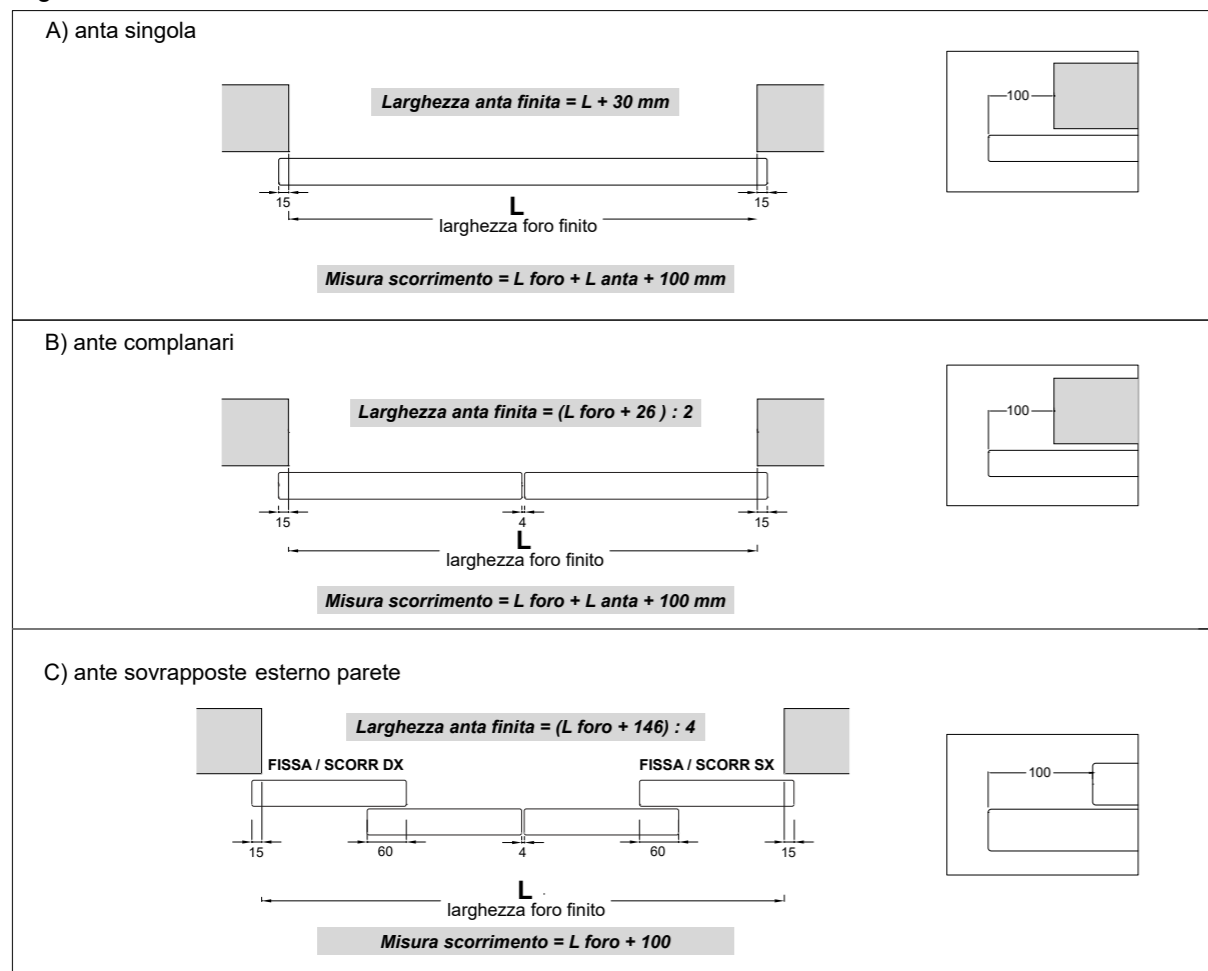 A) anta singola
Larghezza anta finita = L + 30 mm
100
15
15
L
larghezza foro finito
Misura scorrimento = L foro + L anta + 100 mm
B) ante complanari
Larghezza anta finita = (L foro + 26 ) : 2
100
15
4
15
L
larghezza foro finito
Misura scorrimento = L foro + L anta + 100 mm
C) ante sovrapposte esterno parete
Larghezza anta finita = (L foro + 146) : 4
FISSA / SCORR DX
FISSA / SCORR SX
100
15
60
4
60
15
L
larghezza foro finito
Misura scorrimento = L foro + 100